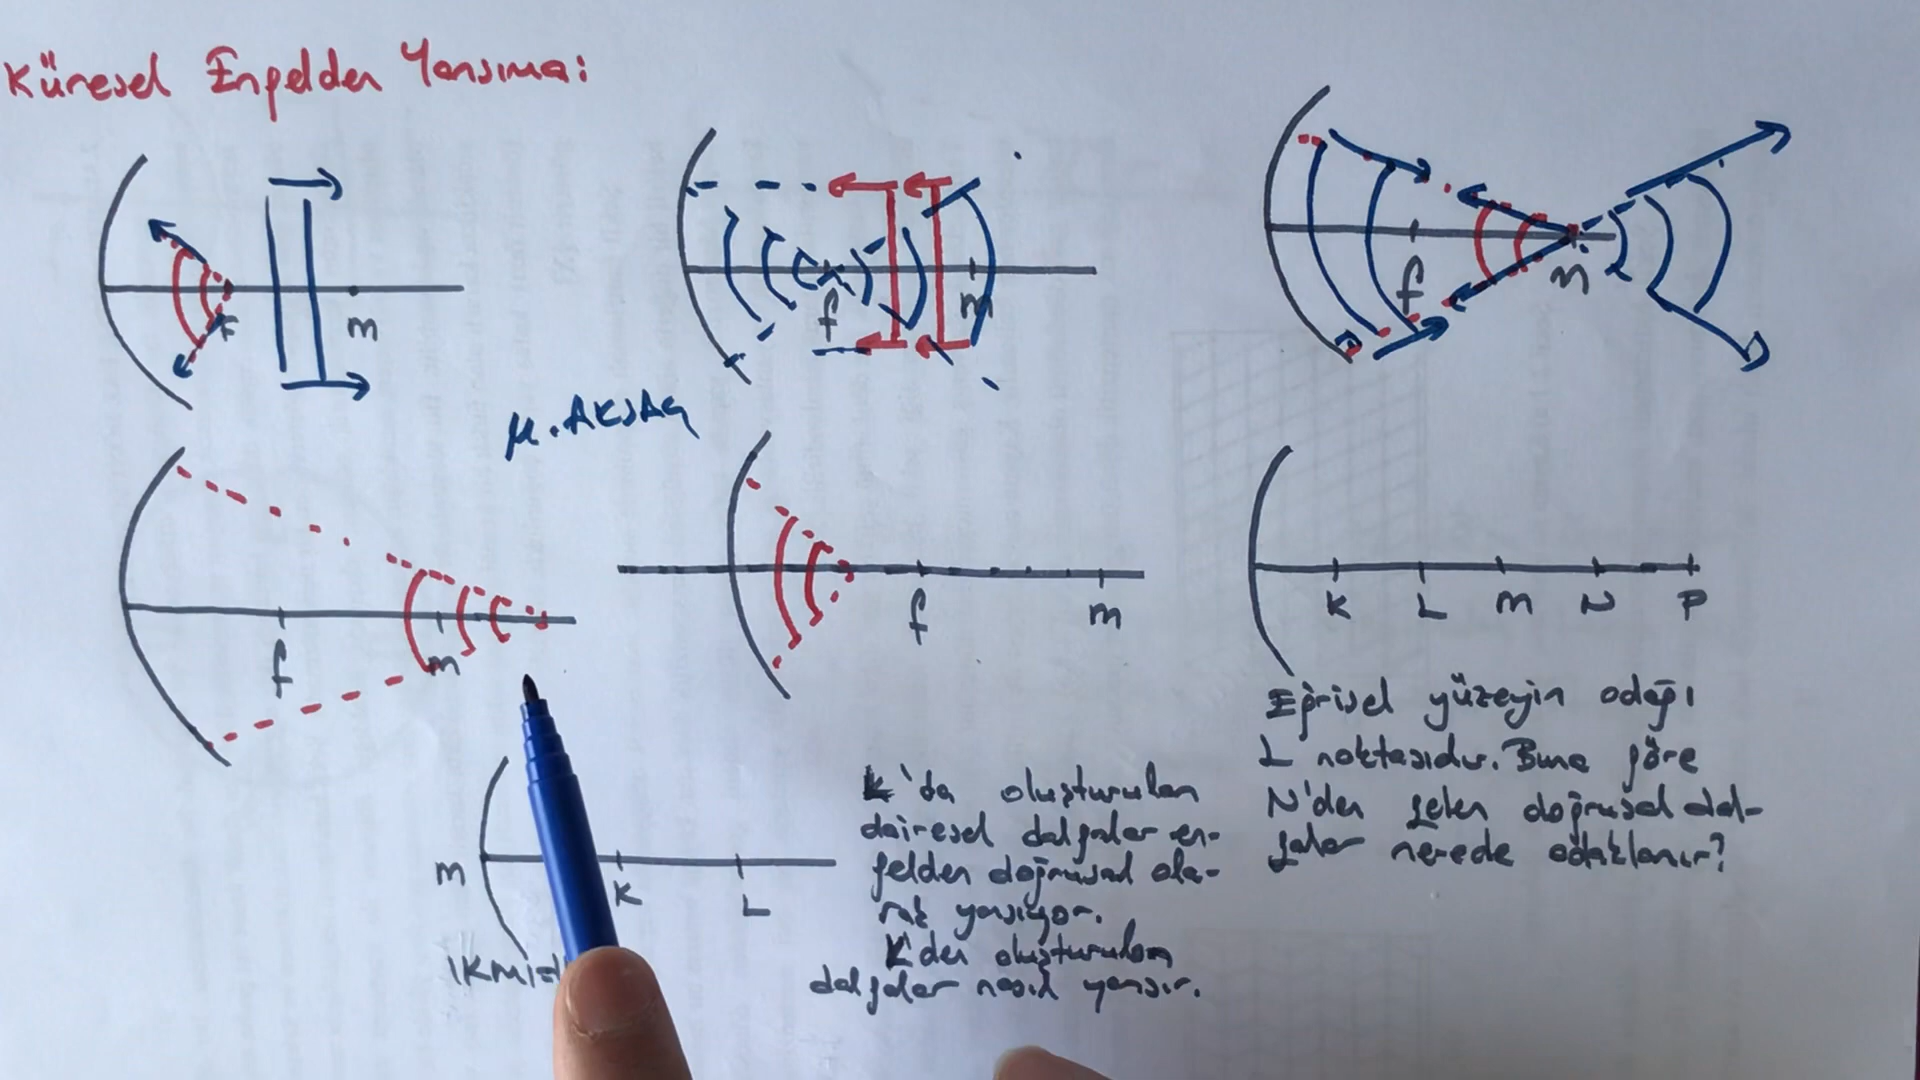 Küresel Engelden Yansıma:
F m
f m
f m
M. AKSAÇ
f m
f m
K L m N P
Eğrisel yüzeyin odağı
L noktasıdır. Buna göre
N'den gelen doğrusal dal-
galar nerede odaklanır?
m K L
K'da oluşturulan
dairesel dalgalar en-
gelden doğrusal ola-
rak yansıyor.
K'den oluşturulan
dalgalar nasıl yansır.